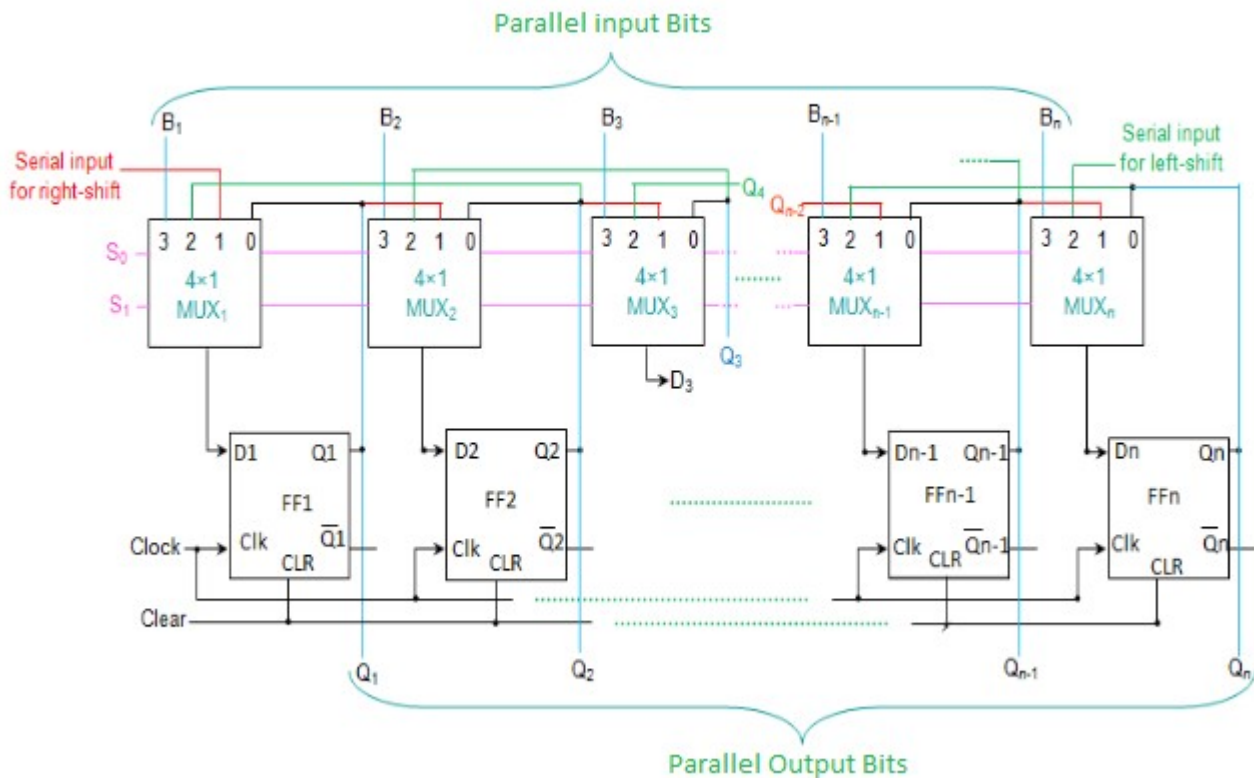 Parallel input Bits
B1 B2 B3 Bn-1 Bn
Serial input
for right-shift
Serial input
for left-shift
Q4
Qn-2
3 2 1 0 3 2 1 0 3 2 1 0 3 2 1 0 3 2 1 0
S0
4×1 4×1 4×1 4×1 4×1
S1
MUX1 MUX2 MUX3 MUXn-1 MUXn
Q3
D3
D1 Q1 D2 Q2 Dn-1 Qn-1 Dn Qn
FF1 FF2 FFn-1 FFn
Clock Clk Q̅1 Clk Q̅2 Clk Q̅n-1 Clk Q̅n
CLR CLR CLR CLR
Clear
Q1 Q2 Qn-1 Qn
Parallel Output Bits